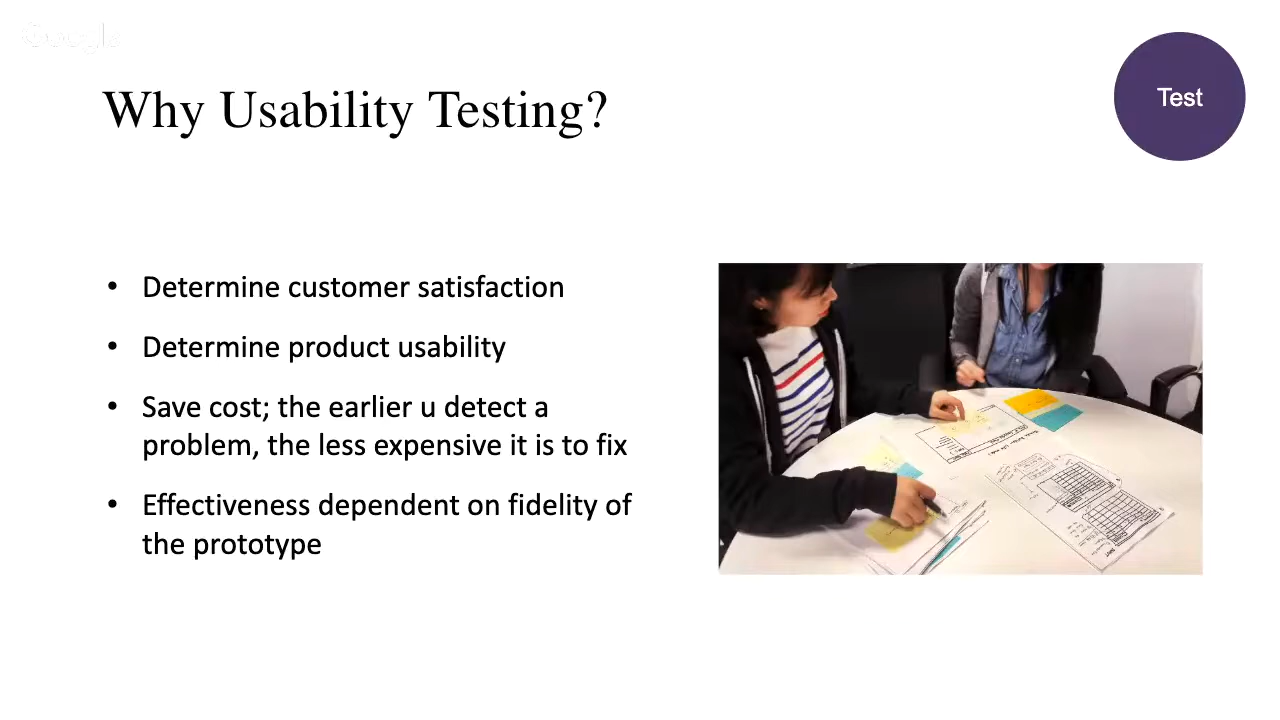 Google
Why Usability Testing?
Test
• Determine customer satisfaction
• Determine product usability
• Save cost; the earlier u detect a
problem, the less expensive it is to fix
• Effectiveness dependent on fidelity of
the prototype